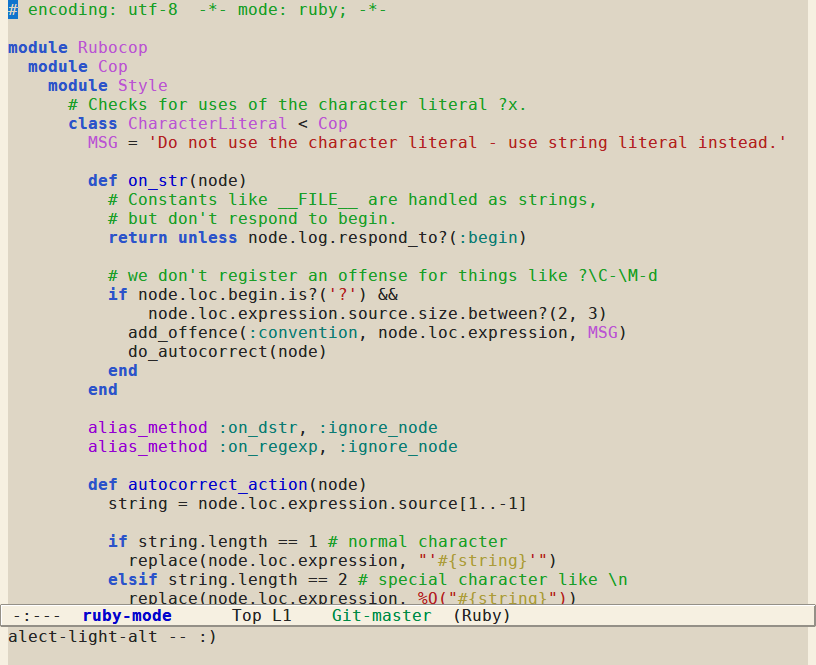 # encoding: utf-8  -*- mode: ruby; -*-
module Rubocop
  module Cop
    module Style
      # Checks for uses of the character literal ?x.
      class CharacterLiteral < Cop
        MSG = 'Do not use the character literal - use string literal instead.'
        def on_str(node)
          # Constants like __FILE__ are handled as strings,
          # but don't respond to begin.
          return unless node.log.respond_to?(:begin)
          # we don't register an offense for things like ?\C-\M-d
          if node.loc.begin.is?('?') &&
              node.loc.expression.source.size.between?(2, 3)
            add_offence(:convention, node.loc.expression, MSG)
            do_autocorrect(node)
          end
        end
        alias_method :on_dstr, :ignore_node
        alias_method :on_regexp, :ignore_node
        def autocorrect_action(node)
          string = node.loc.expression.source[1..-1]
          if string.length == 1 # normal character
            replace(node.loc.expression, "'#{string}'")
          elsif string.length == 2 # special character like \n
            replace(node.loc.expression, %Q("#{string}"))
-:---  ruby-mode      Top L1    Git-master  (Ruby)
alect-light-alt -- :)